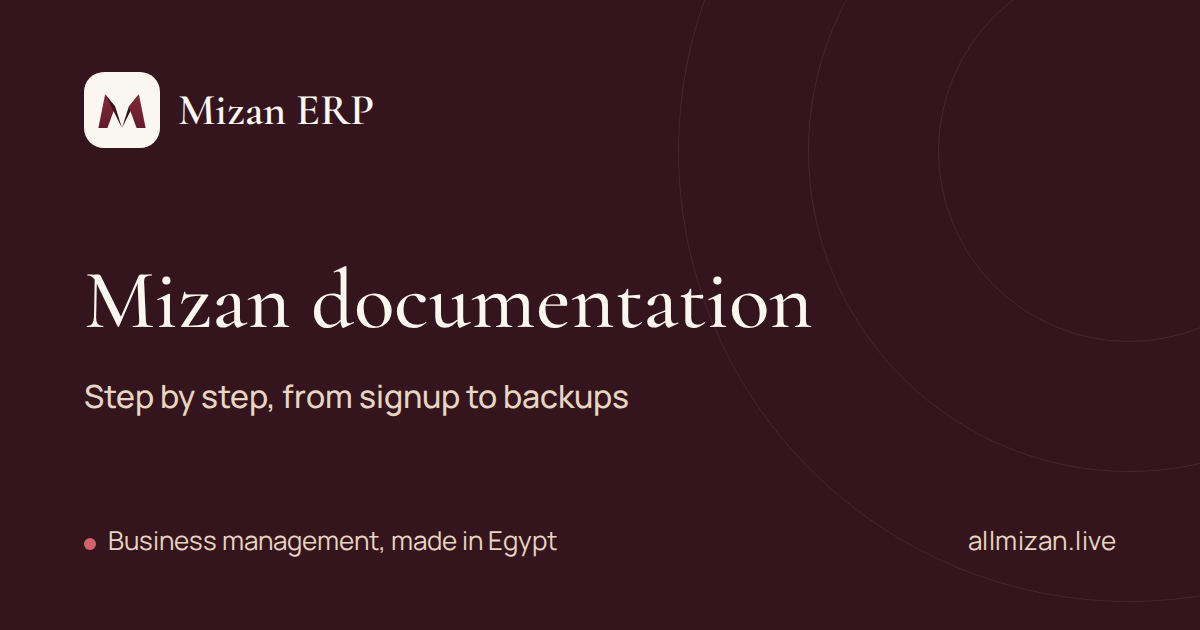 Mizan ERP
Mizan documentation
Step by step, from signup to backups
Business management, made in Egypt
allmizan.live